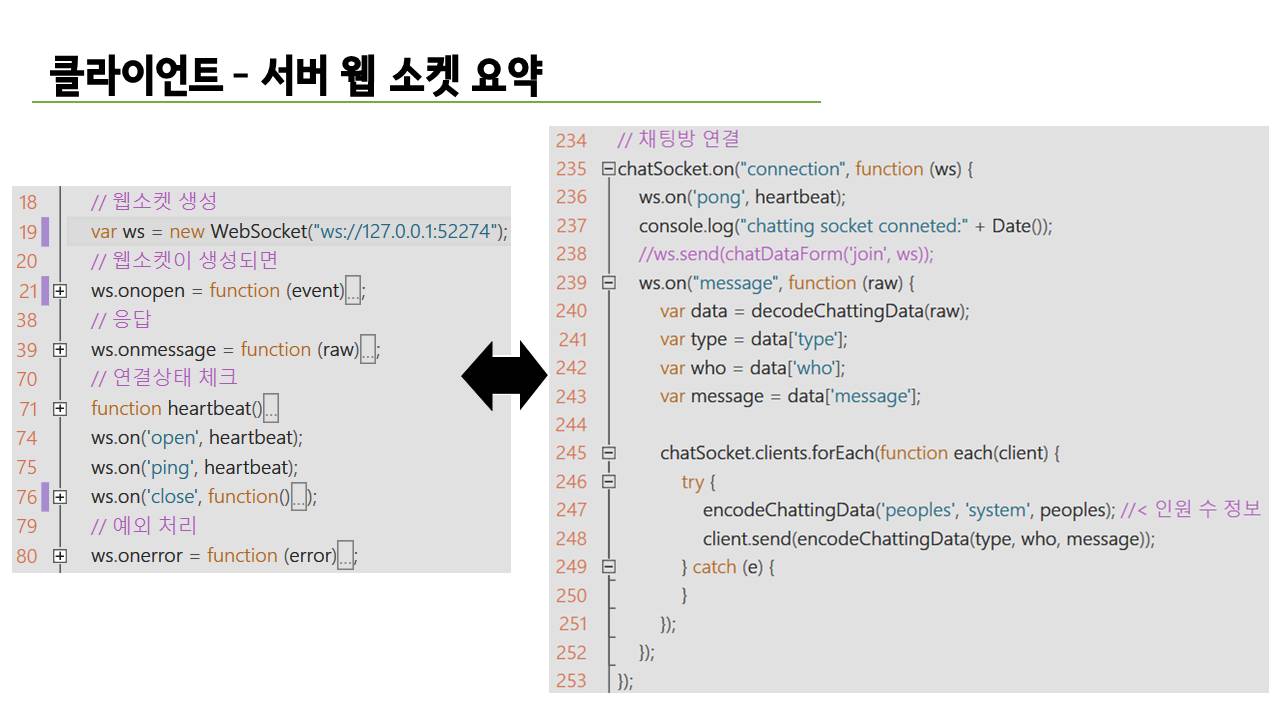 클라이언트 - 서버 웹 소켓 요약
18 // 웹소켓 생성
19 var ws = new WebSocket("ws://127.0.0.1:52274");
20 // 웹소켓이 생성되면
21 ws.onopen = function (event)...;
38 // 응답
39 ws.onmessage = function (raw)...;
70 // 연결상태 체크
71 function heartbeat()...
74 ws.on('open', heartbeat);
75 ws.on('ping', heartbeat);
76 ws.on('close', function()...);
79 // 예외 처리
80 ws.onerror = function (error)...;
234 // 채팅방 연결
235 chatSocket.on("connection", function (ws) {
236 ws.on('pong', heartbeat);
237 console.log("chatting socket conneted:" + Date());
238 //ws.send(chatDataForm('join', ws));
239 ws.on("message", function (raw) {
240 var data = decodeChattingData(raw);
241 var type = data['type'];
242 var who = data['who'];
243 var message = data['message'];
244
245 chatSocket.clients.forEach(function each(client) {
246 try {
247 encodeChattingData('peoples', 'system', peoples); //< 인원 수 정보
248 client.send(encodeChattingData(type, who, message));
249 } catch (e) {
250 }
251 });
252 });
253 });